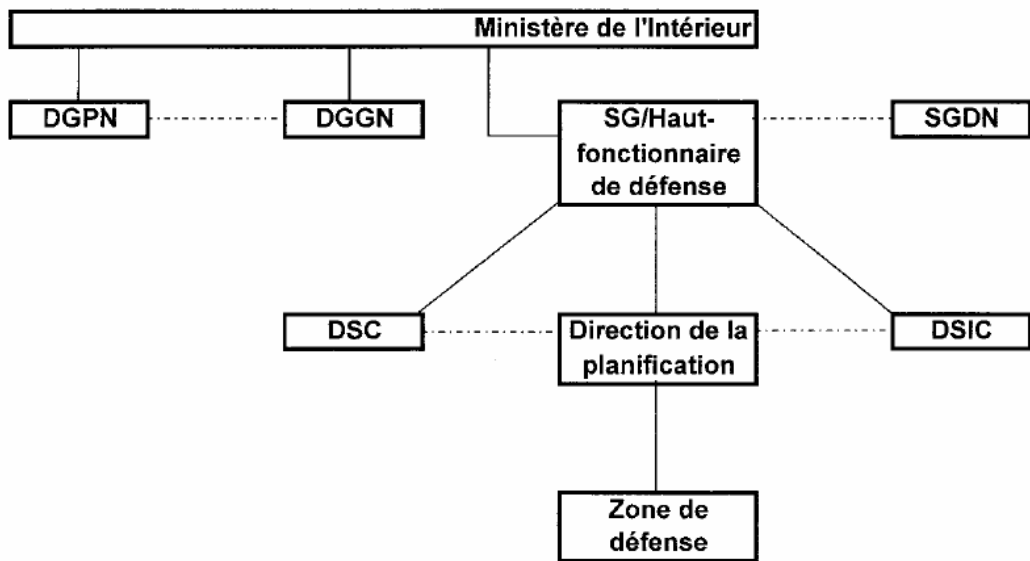 Ministère de l'Intérieur
DGPN
DGGN
SG/Haut-
fonctionnaire
de défense
SGDN
DSC
Direction de la
planification
DSIC
Zone de
défense